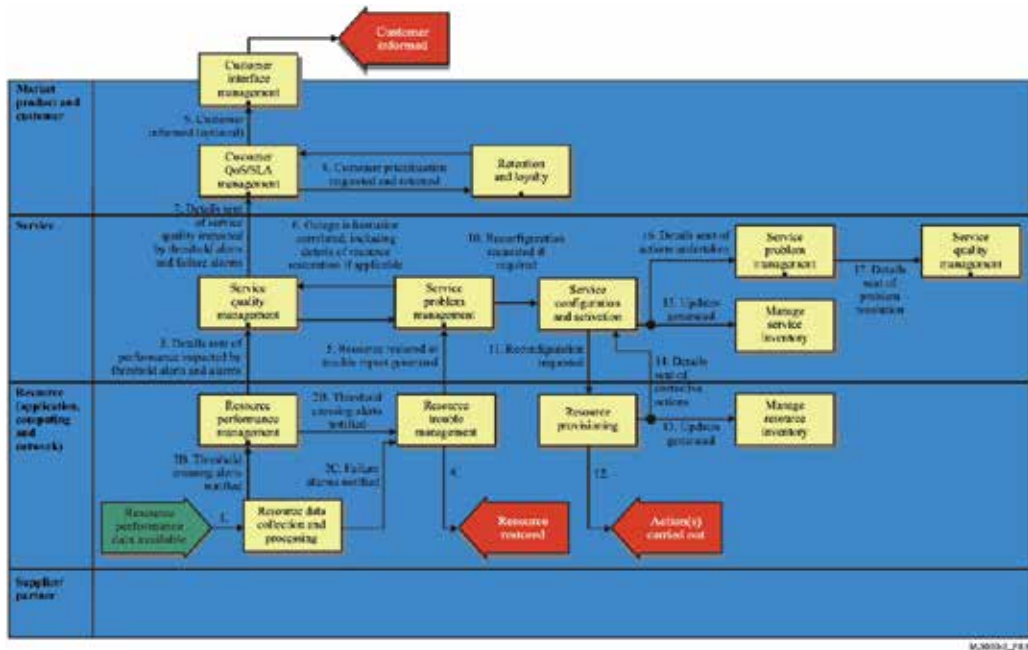 Customer
informed
Customer
interface
management
Market
product and
customer
9. Customer
informed (optional)
Customer
QoS/SLA
management
8. Customer prioritization
requested and returned
Retention
and loyalty
Service
7. Details sent
of service
quality impacted
by threshold alarm
and failure alarms
6. Outage information
correlated, including
details of resource
restoration if applicable
10. Reconfiguration
requested if
required
16. Details sent of
actions undertaken
Service
problem
management
Service
quality
management
17. Details
sent of
problem
resolution
Service
quality
management
Service
problem
management
Service
configuration
and activation
15. Updates
generated
Manage
service
inventory
3. Details sent of
performance impacted by
threshold alarm and alarms
5. Resource restored or
trouble report generated
11. Reconfiguration
requested
14. Details
sent of
corrective
actions
Resource
(application,
computing
and
network)
Resource
performance
management
2B. Threshold
crossing alerts
notified
Resource
trouble
management
Resource
provisioning
13. Updates
generated
Manage
resource
inventory
2B. Threshold
crossing alerts
notified
2C. Failure
alarms notified
4.
12.
Resource
performance
data available
1.
Resource data
collection and
processing
Resource
restored
Action(s)
carried out
Supplier/
partner